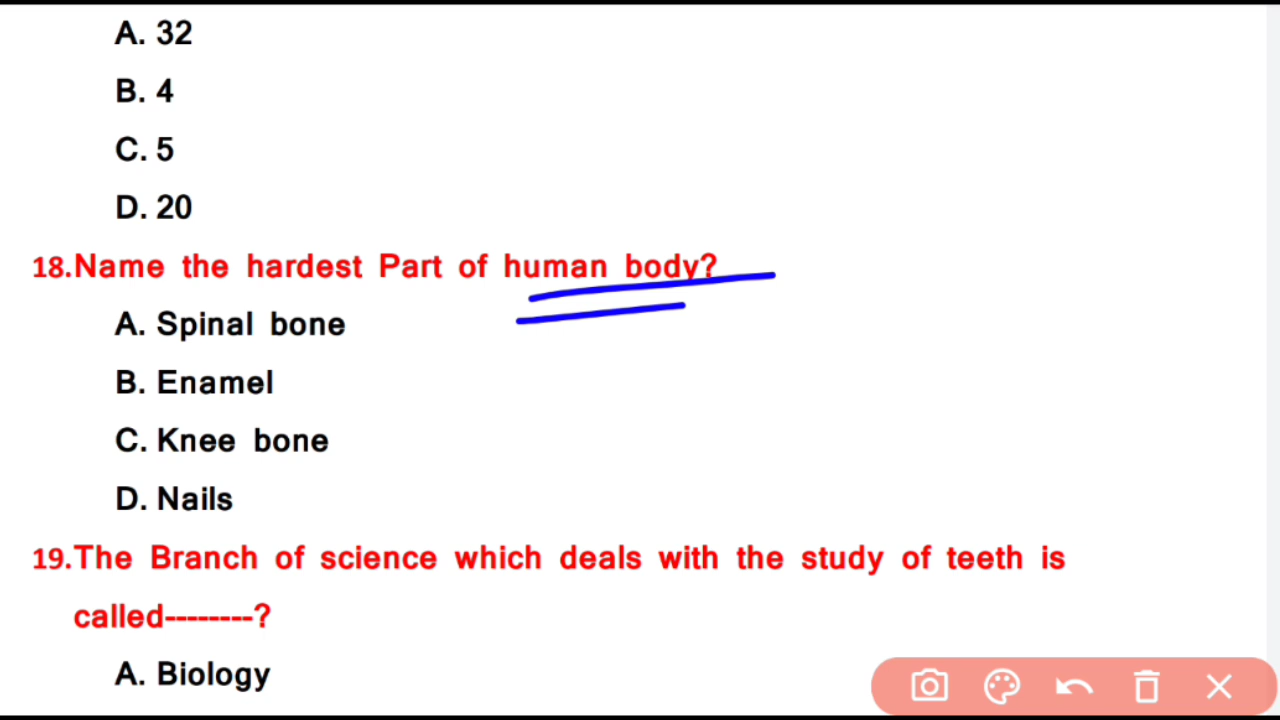 A. 32
B. 4
C. 5
D. 20
18.Name the hardest Part of human body?
A. Spinal bone
B. Enamel
C. Knee bone
D. Nails
19.The Branch of science which deals with the study of teeth is
called--------?
A. Biology